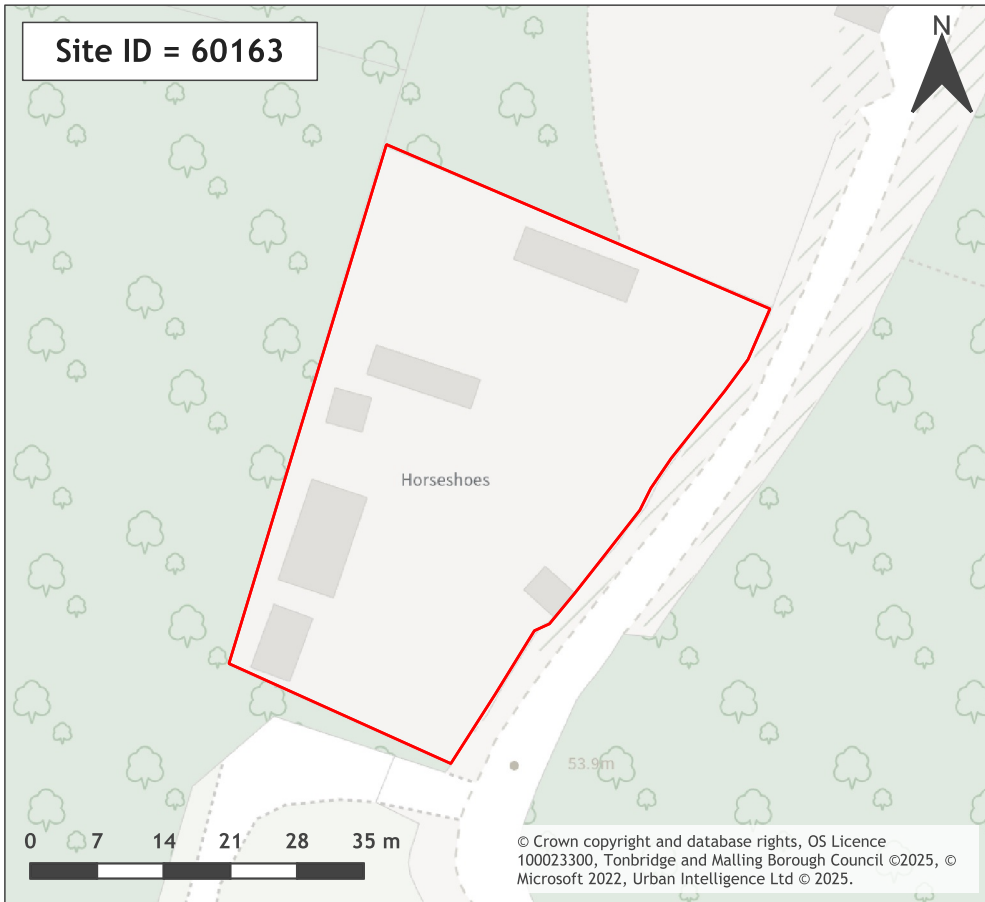 Site ID = 60163
N
Horseshoes
53.9m
0 7 14 21 28 35 m
© Crown copyright and database rights, OS Licence
100023300, Tonbridge and Malling Borough Council ©2025, ©
Microsoft 2022, Urban Intelligence Ltd © 2025.